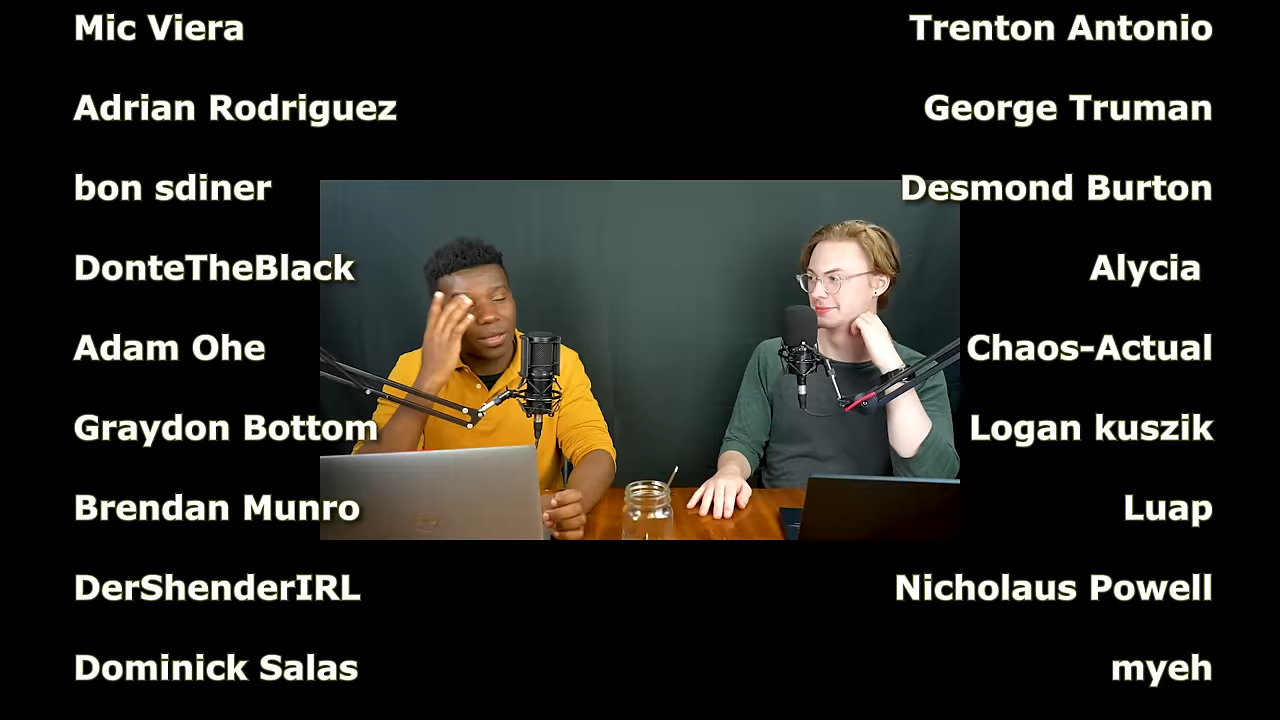 Mic Viera
Trenton Antonio
Adrian Rodriguez
George Truman
bon sdiner
Desmond Burton
DonteTheBlack
Alycia
Adam Ohe
Chaos-Actual
Graydon Bottom
Logan kuszik
Brendan Munro
Luap
DerShenderIRL
Nicholaus Powell
Dominick Salas
myeh